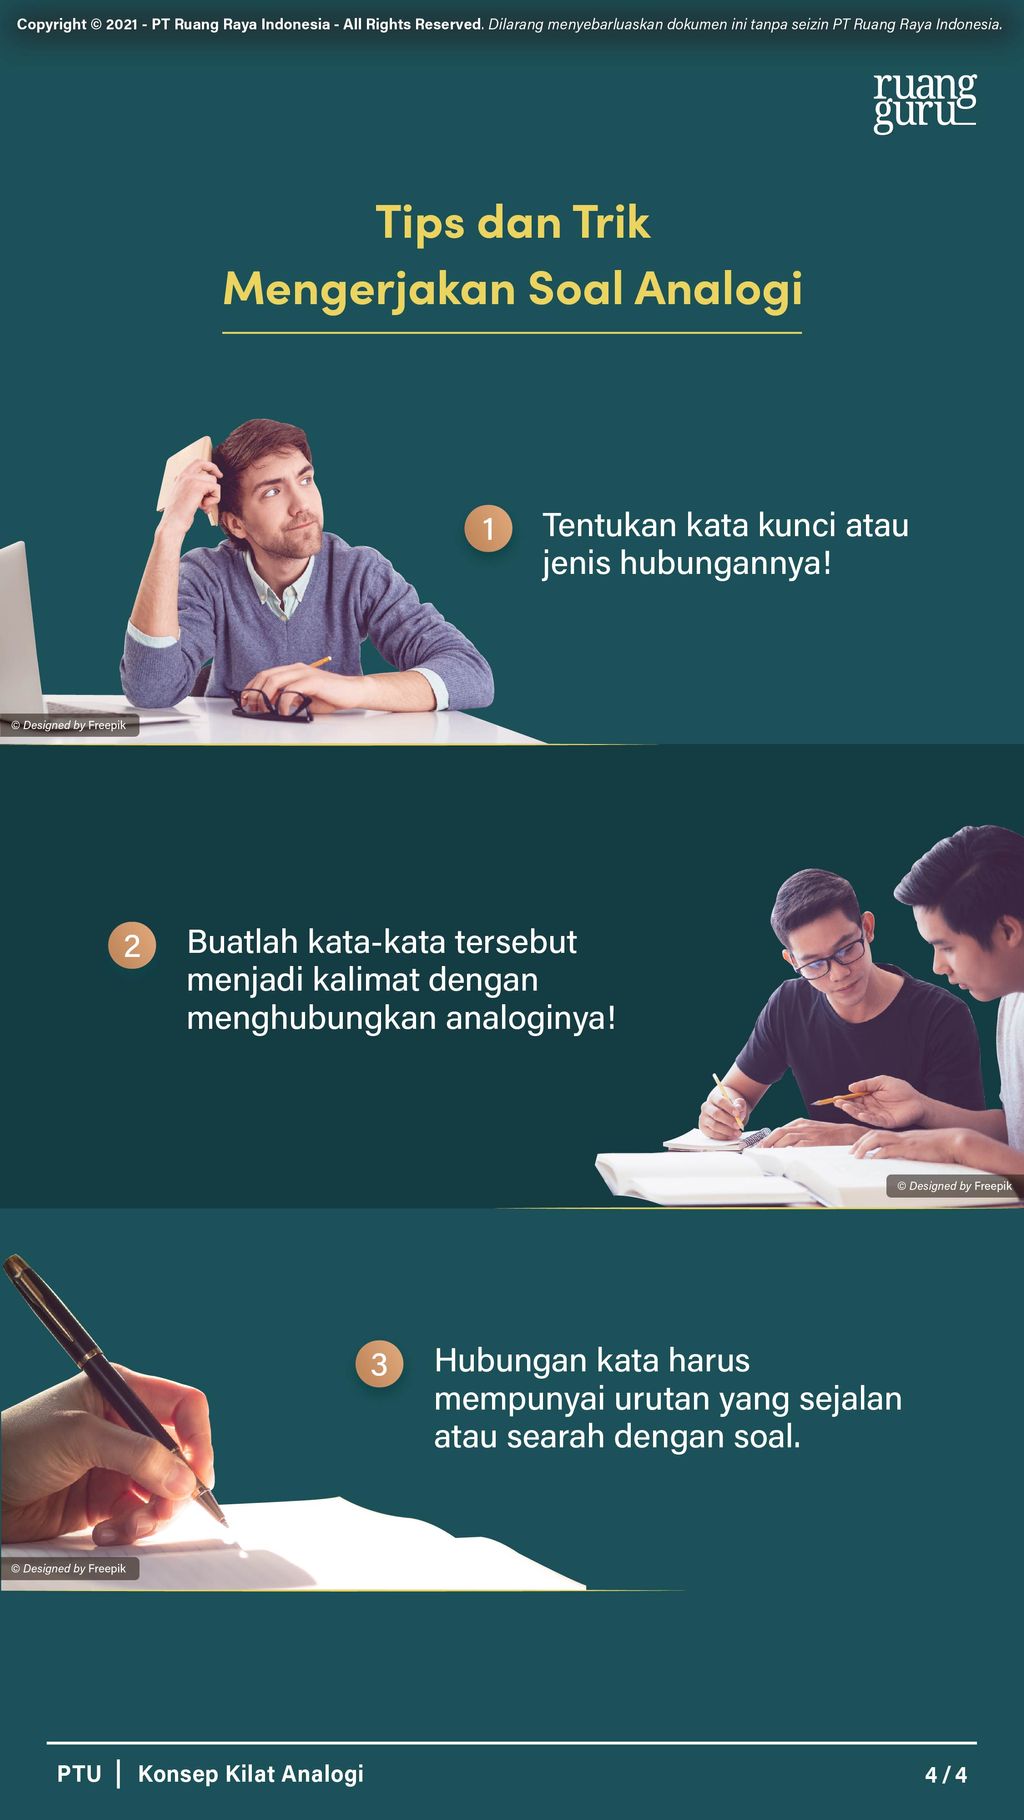 Copyright © 2021 - PT Ruang Raya Indonesia - All Rights Reserved. Dilarang menyebarluaskan dokumen ini tanpa seizin PT Ruang Raya Indonesia.
ruang
guru
Tips dan Trik
Mengerjakan Soal Analogi
1 Tentukan kata kunci atau
jenis hubungannya!
© Designed by Freepik
2 Buatlah kata-kata tersebut
menjadi kalimat dengan
menghubungkan analoginya!
© Designed by Freepik
3 Hubungan kata harus
mempunyai urutan yang sejalan
atau searah dengan soal.
© Designed by Freepik
PTU | Konsep Kilat Analogi 4 / 4